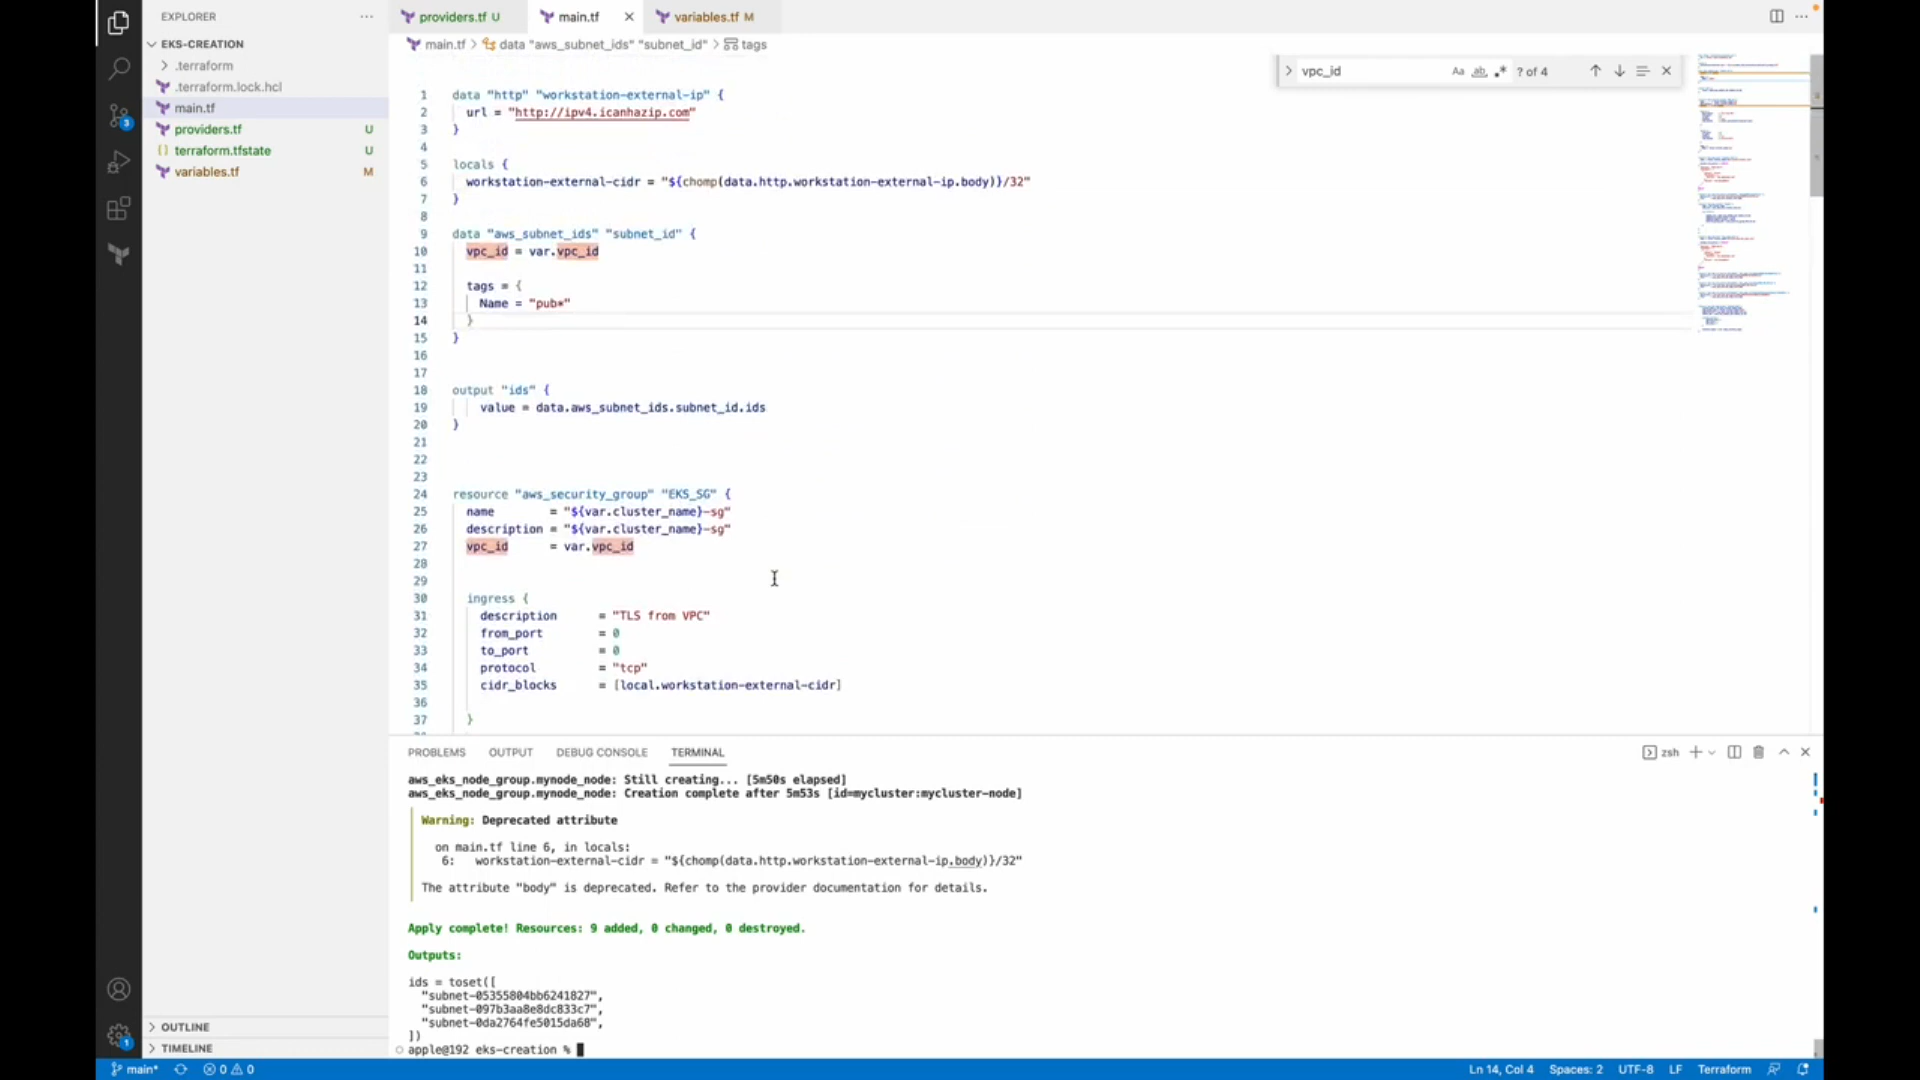 EXPLORER
EKS-CREATION
.terraform
.terraform.lock.hcl
main.tf
providers.tf U
terraform.tfstate U
variables.tf M
OUTLINE
TIMELINE
providers.tf U
main.tf
variables.tf M
main.tf > data "aws_subnet_ids" "subnet_id" > tags
vpc_id
Aa ab .* ? of 4
1 data "http" "workstation-external-ip" {
2 url = "http://ipv4.icanhazip.com"
3 }
4
5 locals {
6 workstation-external-cidr = "${chomp(data.http.workstation-external-ip.body)}/32"
7 }
8
9 data "aws_subnet_ids" "subnet_id" {
10 vpc_id = var.vpc_id
11
12 tags = {
13 Name = "pub*"
14 }
15 }
16
17
18 output "ids" {
19 value = data.aws_subnet_ids.subnet_id.ids
20 }
21
22
23
24 resource "aws_security_group" "EKS_SG" {
25 name = "${var.cluster_name}-sg"
26 description = "${var.cluster_name}-sg"
27 vpc_id = var.vpc_id
28
29
30 ingress {
31 description = "TLS from VPC"
32 from_port = 0
33 to_port = 0
34 protocol = "tcp"
35 cidr_blocks = [local.workstation-external-cidr]
36
37 }
PROBLEMS OUTPUT DEBUG CONSOLE TERMINAL
zsh
aws_eks_node_group.mynode_node: Still creating... [5m50s elapsed]
aws_eks_node_group.mynode_node: Creation complete after 5m53s [id=mycluster:mycluster-node]
Warning: Deprecated attribute
on main.tf line 6, in locals:
6: workstation-external-cidr = "${chomp(data.http.workstation-external-ip.body)}/32"
The attribute "body" is deprecated. Refer to the provider documentation for details.
Apply complete! Resources: 9 added, 0 changed, 0 destroyed.
Outputs:
ids = toset([
"subnet-05355804bb6241827",
"subnet-097b3aa8e8dc833c7",
"subnet-0da2764fe5015da68",
])
apple@192 eks-creation %
3
1
main* 0 0
Ln 14, Col 4 Spaces: 2 UTF-8 LF Terraform